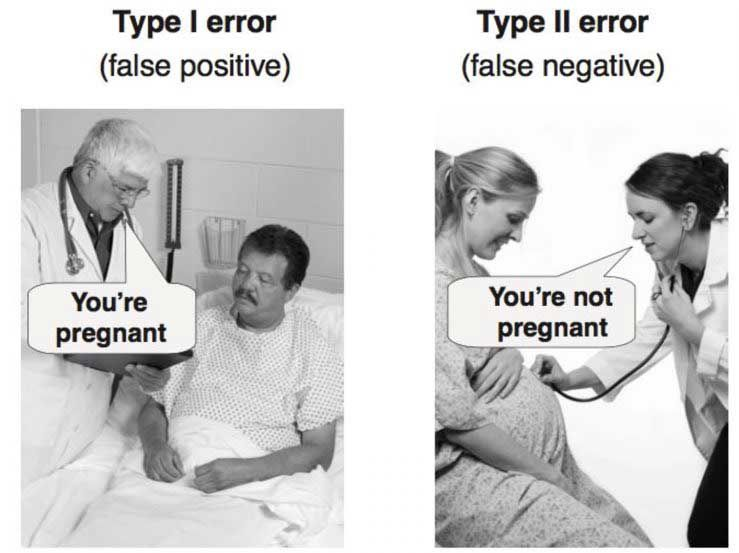 Type I error
(false positive)
Type II error
(false negative)
You're
pregnant
You're not
pregnant